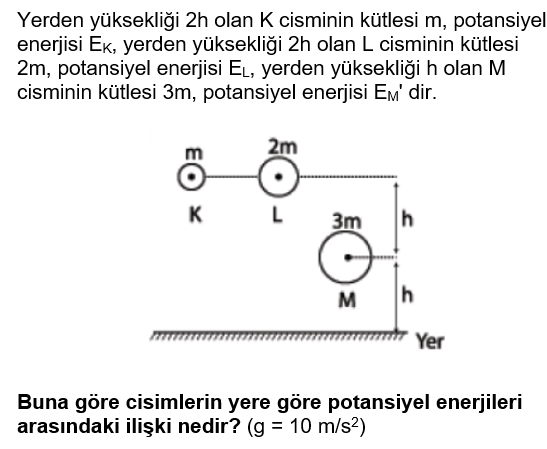 Yerden yüksekliği 2h olan K cisminin kütlesi m, potansiyel
enerjisi EK, yerden yüksekliği 2h olan L cisminin kütlesi
2m, potansiyel enerjisi EL, yerden yüksekliği h olan M
cisminin kütlesi 3m, potansiyel enerjisi EM' dir.
m
2m
K
L
3m
h
M
h
Yer
Buna göre cisimlerin yere göre potansiyel enerjileri
arasındaki ilişki nedir? (g = 10 m/s²)